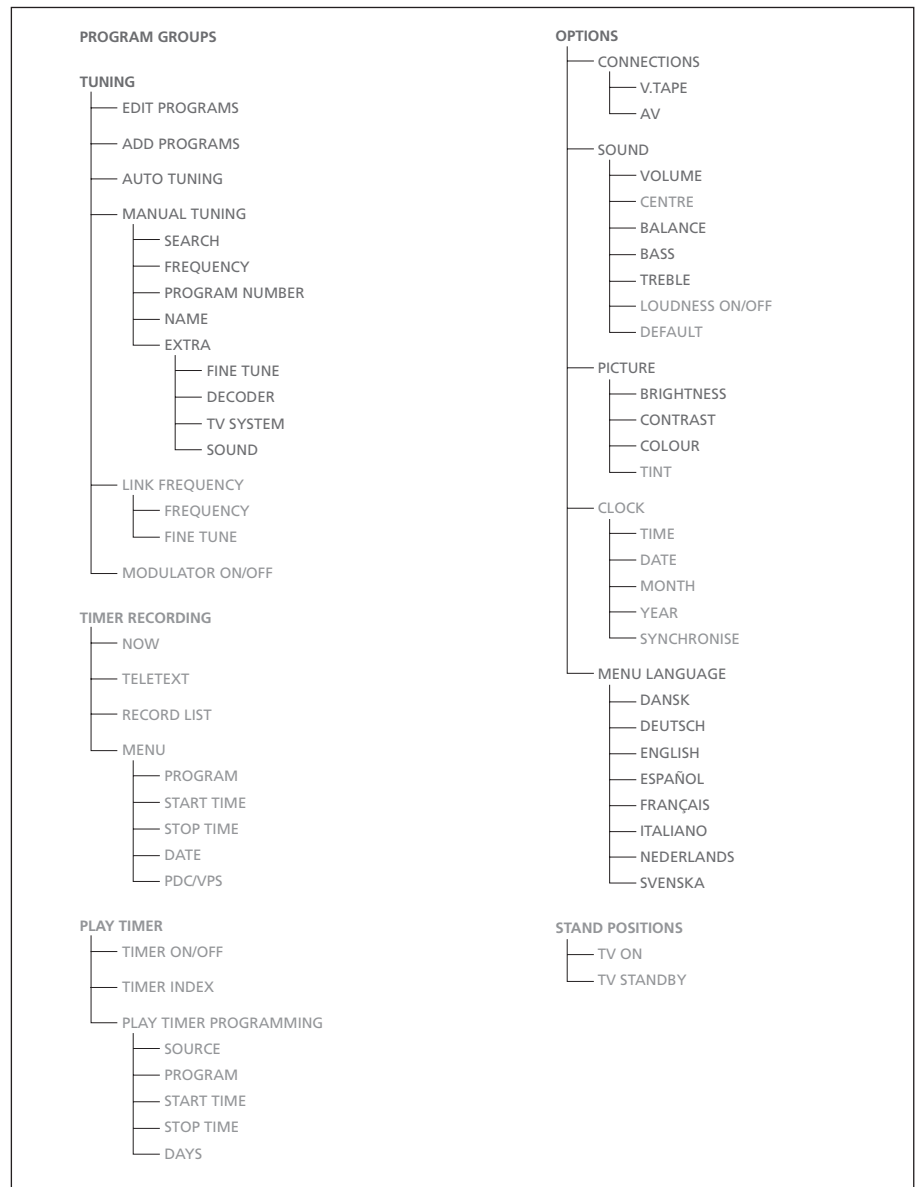 PROGRAM GROUPS
TUNING
EDIT PROGRAMS
ADD PROGRAMS
AUTO TUNING
MANUAL TUNING
SEARCH
FREQUENCY
PROGRAM NUMBER
NAME
EXTRA
FINE TUNE
DECODER
TV SYSTEM
SOUND
LINK FREQUENCY
FREQUENCY
FINE TUNE
MODULATOR ON/OFF
TIMER RECORDING
NOW
TELETEXT
RECORD LIST
MENU
PROGRAM
START TIME
STOP TIME
DATE
PDC/VPS
PLAY TIMER
TIMER ON/OFF
TIMER INDEX
PLAY TIMER PROGRAMMING
SOURCE
PROGRAM
START TIME
STOP TIME
DAYS
OPTIONS
CONNECTIONS
V.TAPE
AV
SOUND
VOLUME
CENTRE
BALANCE
BASS
TREBLE
LOUDNESS ON/OFF
DEFAULT
PICTURE
BRIGHTNESS
CONTRAST
COLOUR
TINT
CLOCK
TIME
DATE
MONTH
YEAR
SYNCHRONISE
MENU LANGUAGE
DANSK
DEUTSCH
ENGLISH
ESPAÑOL
FRANÇAIS
ITALIANO
NEDERLANDS
SVENSKA
STAND POSITIONS
TV ON
TV STANDBY